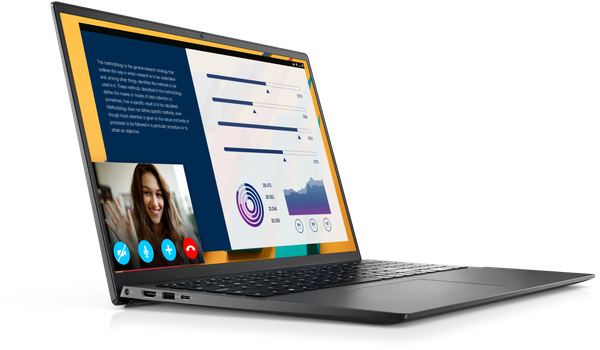 The methodology is the general research strategy that
outlines the way in which research is to be undertaken
and, among other things, identifies the methods to be
used in it. These methods, described in the methodology,
define the means or modes of data collection or,
sometimes, how a specific result is to be calculated.
Methodology does not define specific methods, even
though much attention is given to the nature and kinds of
processes to be followed in a particular procedure or to
attain an objective.